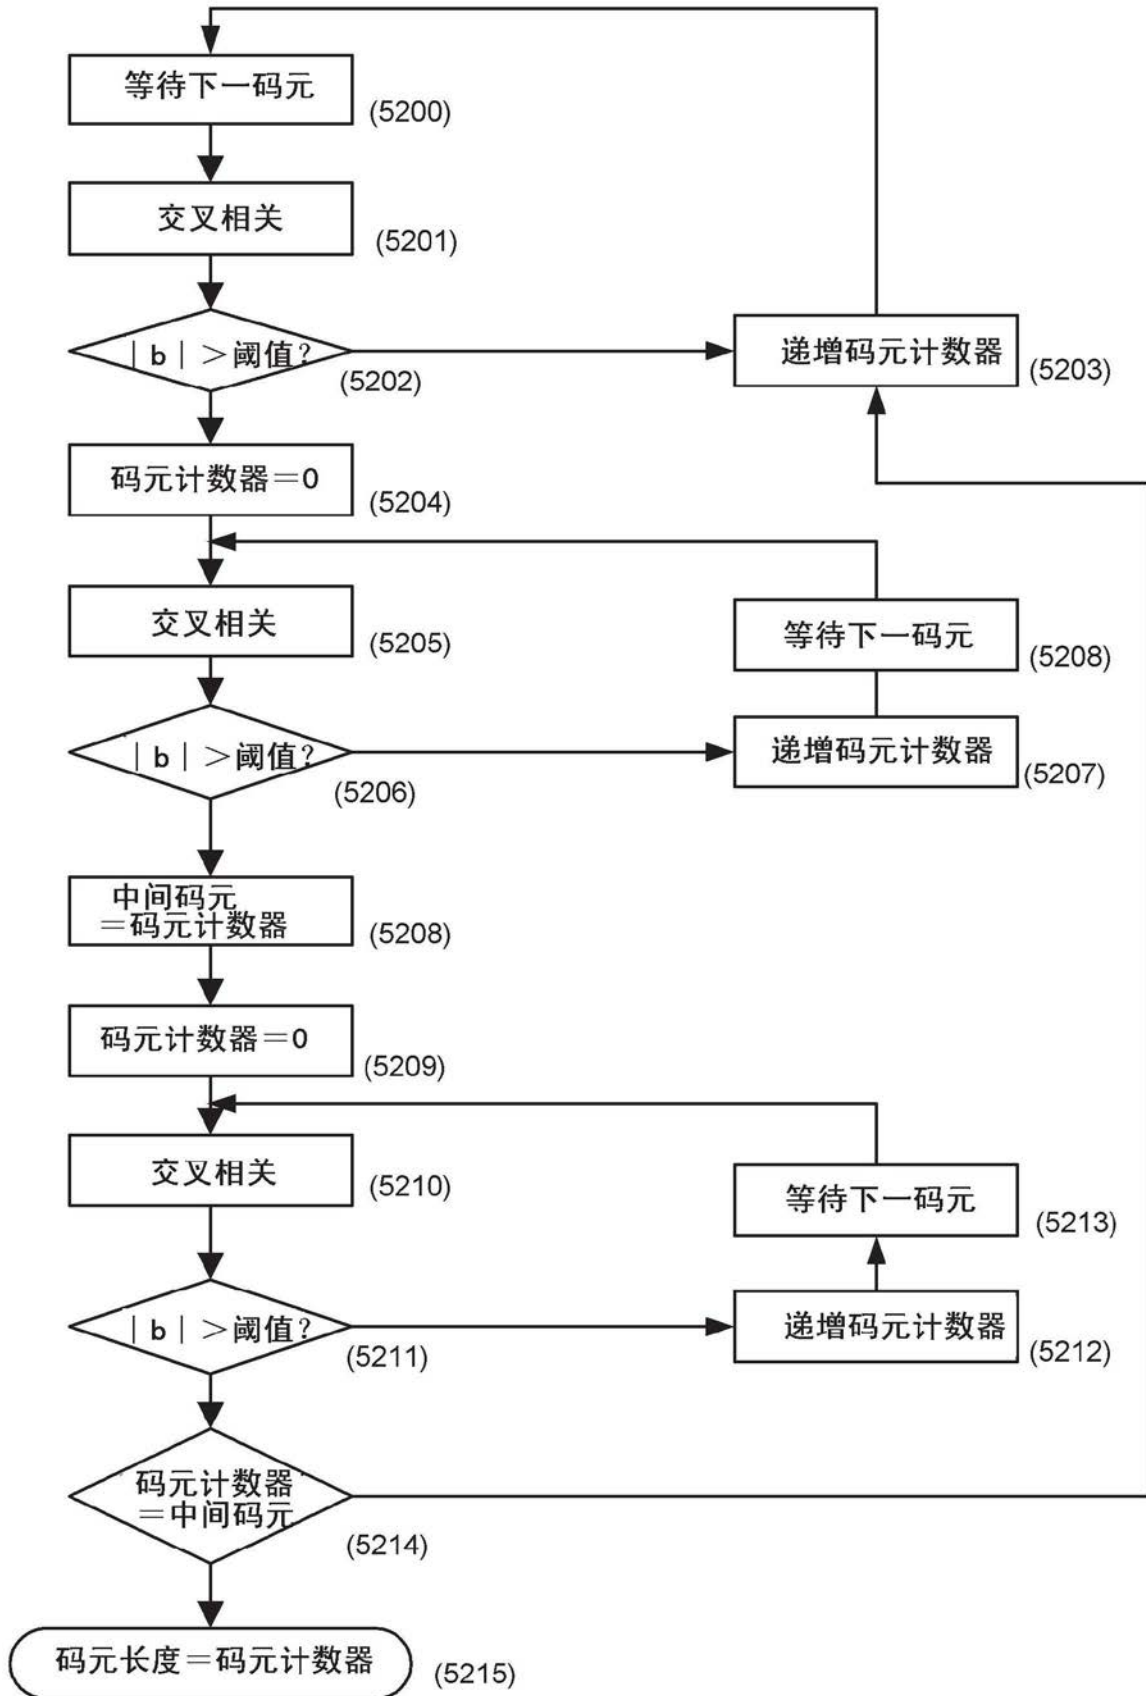 等待下一码元
(5200)
交叉相关
(5201)
|b|＞阈值?
(5202)
递增码元计数器
(5203)
码元计数器＝0
(5204)
交叉相关
(5205)
等待下一码元
(5208)
|b|＞阈值?
(5206)
递增码元计数器
(5207)
中间码元
＝码元计数器
(5208)
码元计数器＝0
(5209)
交叉相关
(5210)
等待下一码元
(5213)
|b|＞阈值?
(5211)
递增码元计数器
(5212)
码元计数器
＝中间码元
(5214)
码元长度＝码元计数器
(5215)